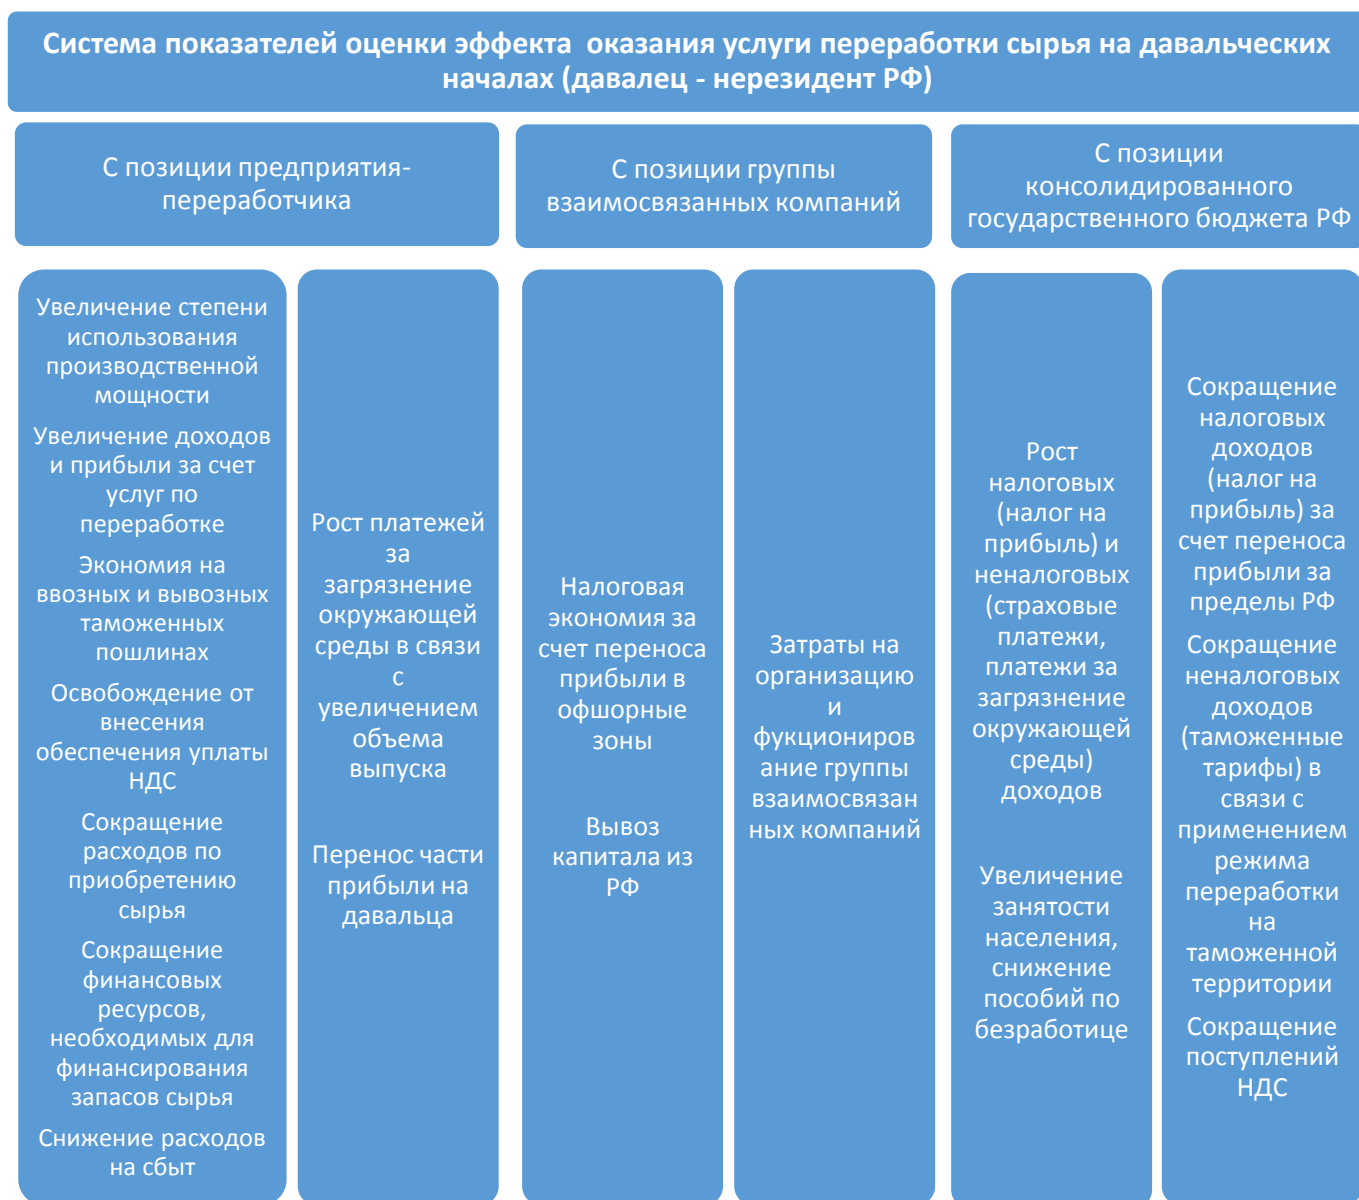 Система показателей оценки эффекта оказания услуги переработки сырья на давальческих
началах (давалец - нерезидент РФ)
С позиции предприятия-
переработчика
С позиции группы
взаимосвязанных компаний
С позиции
консолидированного
государственного бюджета РФ
Увеличение степени
использования
производственной
мощности
Увеличение доходов
и прибыли за счет
услуг по
переработке
Экономия на
ввозных и вывозных
таможенных
пошлинах
Освобождение от
внесения
обеспечения уплаты
НДС
Сокращение
расходов по
приобретению
сырья
Сокращение
финансовых
ресурсов,
необходимых для
финансирования
запасов сырья
Снижение расходов
на сбыт
Рост платежей
за
загрязнение
окружающей
среды в связи
с
увеличением
объема
выпуска
Перенос части
прибыли на
давальца
Налоговая
экономия за
счет переноса
прибыли в
офшорные
зоны
Вывоз
капитала из
РФ
Затраты на
организацию
и
фукциониров
ание группы
взаимосвязан
ных компаний
Рост
налоговых
(налог на
прибыль) и
неналоговых
(страховые
платежи,
платежи за
загрязнение
окружающей
среды)
доходов
Увеличение
занятости
населения,
снижение
пособий по
безработице
Сокращение
налоговых
доходов
(налог на
прибыль) за
счет переноса
прибыли за
пределы РФ
Сокращение
неналоговых
доходов
(таможенные
тарифы) в
связи с
применением
режима
переработки
на
таможенной
территории
Сокращение
поступлений
НДС